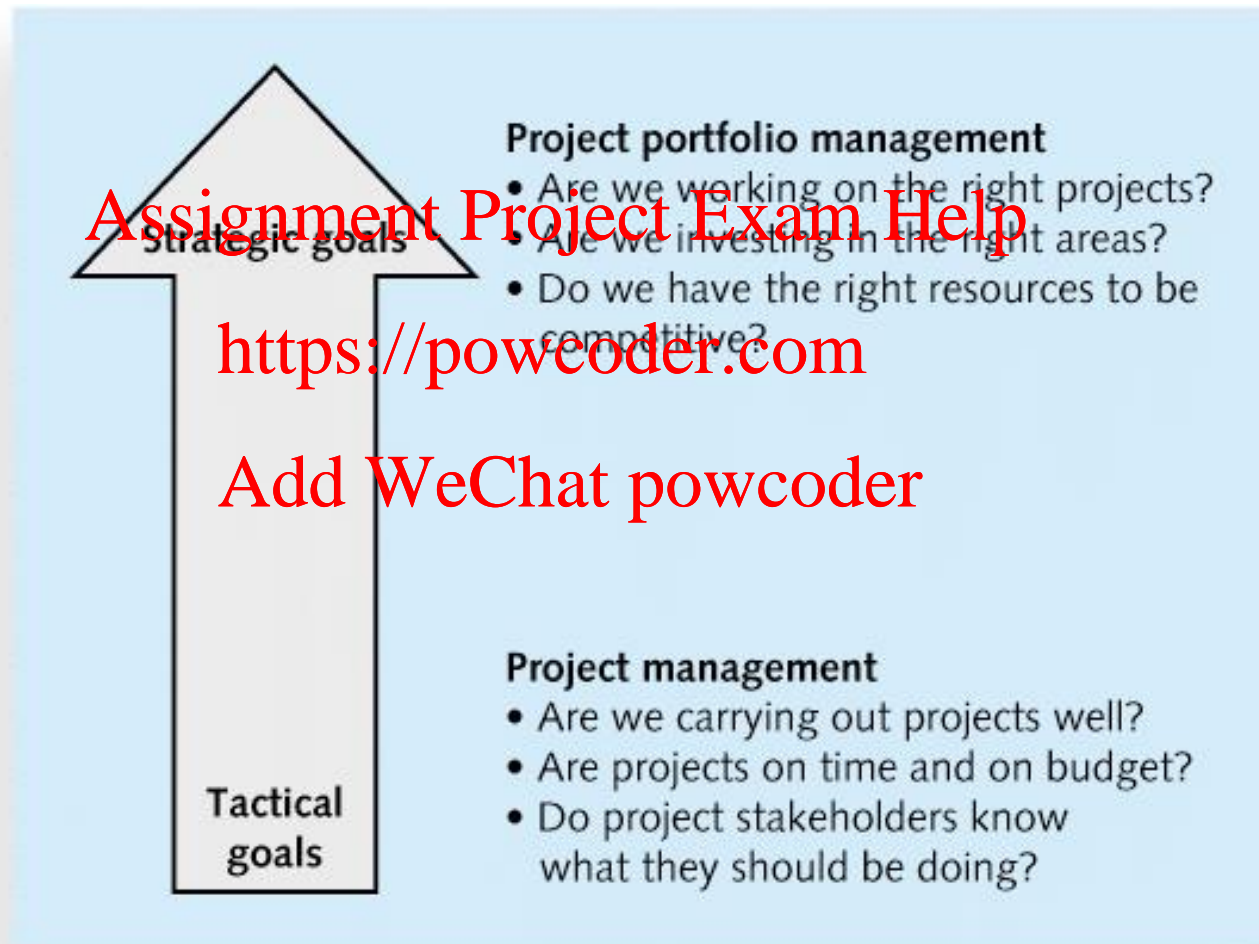 Project portfolio management
• Are we working on the right projects?
Assignment Project Exam Help
Strategic goals
• Are we investing in the right areas?
• Do we have the right resources to be
competitive?
https://powcoder.com
Add WeChat powcoder
Project management
• Are we carrying out projects well?
• Are projects on time and on budget?
Tactical
goals
• Do project stakeholders know
what they should be doing?